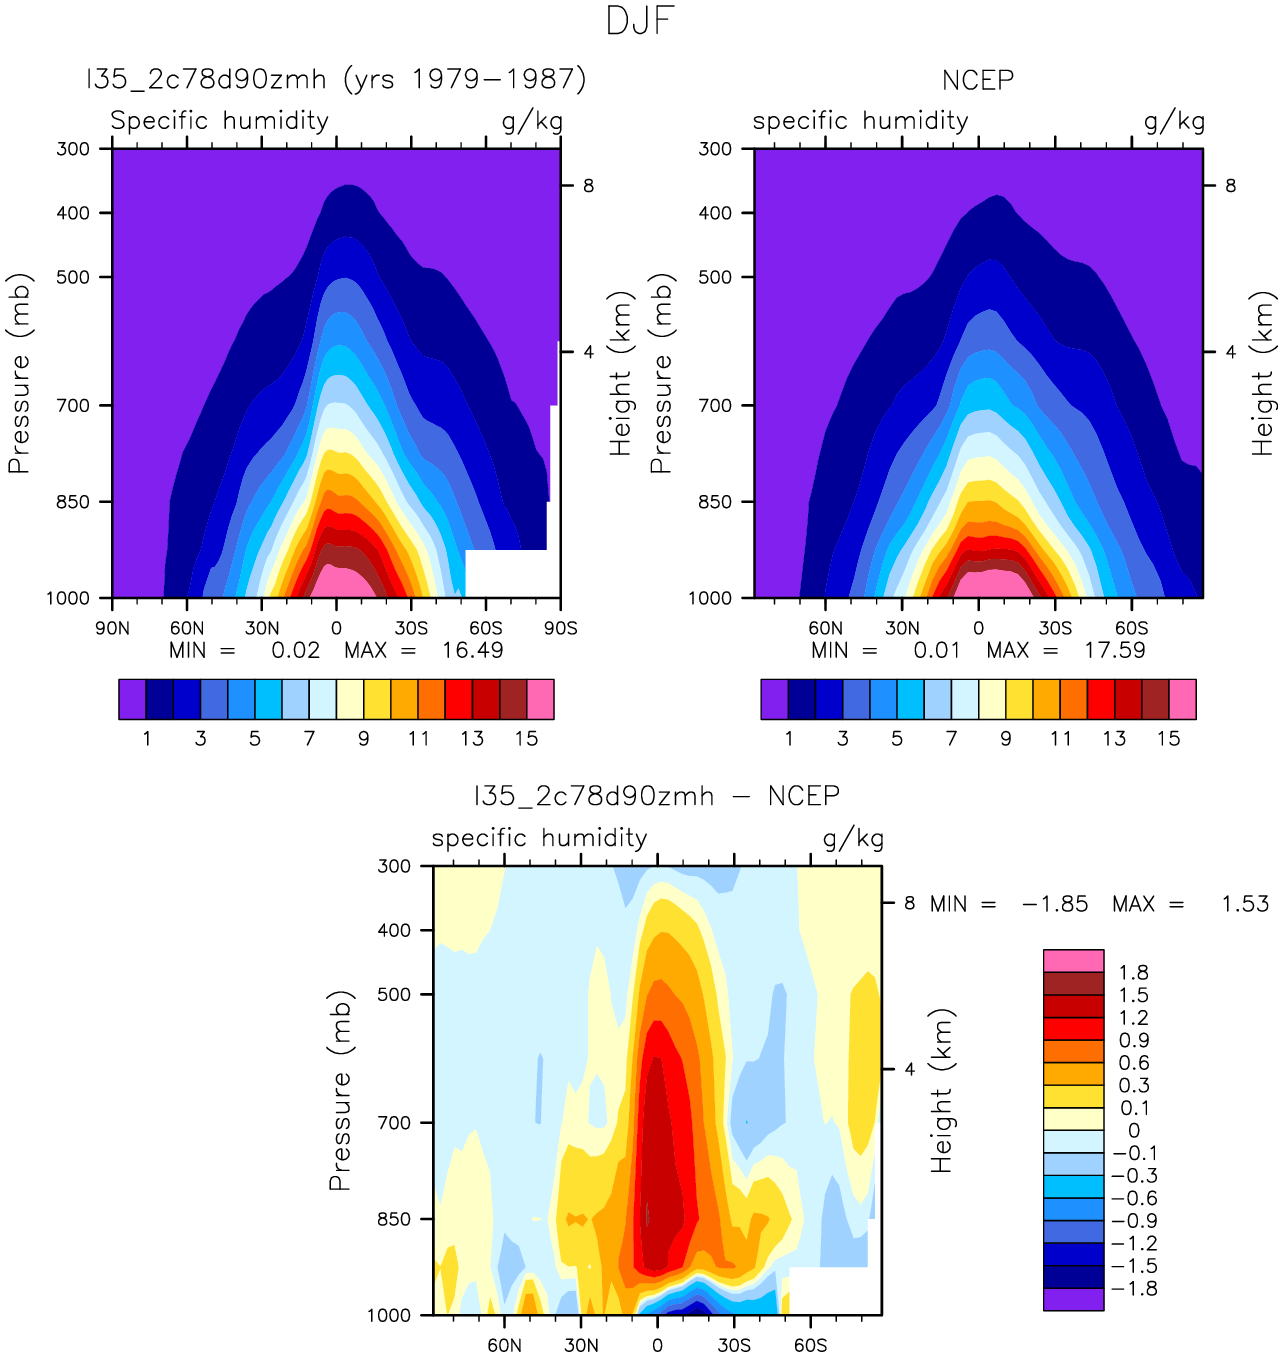 DJF
l35_2c78d90zmh (yrs 1979-1987)
NCEP
Specific humidity g/kg
specific humidity g/kg
300
400
500
700
850
1000
Pressure (mb)
8
4
Height (km)
90N 60N 30N 0 30S 60S 90S
MIN = 0.02 MAX = 16.49
1 3 5 7 9 11 13 15
300
400
500
700
850
1000
Pressure (mb)
8
4
Height (km)
60N 30N 0 30S 60S
MIN = 0.01 MAX = 17.59
1 3 5 7 9 11 13 15
l35_2c78d90zmh - NCEP
specific humidity g/kg
300
400
500
700
850
1000
Pressure (mb)
8
4
Height (km)
60N 30N 0 30S 60S
MIN = -1.85 MAX = 1.53
1.8
1.5
1.2
0.9
0.6
0.3
0.1
0
-0.1
-0.3
-0.6
-0.9
-1.2
-1.5
-1.8